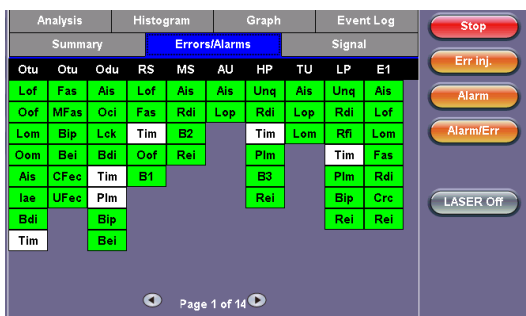 Analysis Histogram Graph Event Log
Summary Errors/Alarms Signal
Otu Otu Odu RS MS AU HP TU LP E1
Lof Fas Ais Lof Ais Ais Unq Ais Unq Ais
Oof MFas Oci Fas Rdi Lop Rdi Lop Rdi Lof
Lom Bip Lck Tim B2 Tim Lom Rfi Lom
Oom Bei Bdi Oof Rei Plm Tim Fas
Ais CFec Tim B1 B3 Plm Rdi
Iae UFec Plm Rei Bip Crc
Bdi Bip Rei Rei
Tim Bei
Page 1 of 14
Stop
Err inj.
Alarm
Alarm/Err
LASER Off